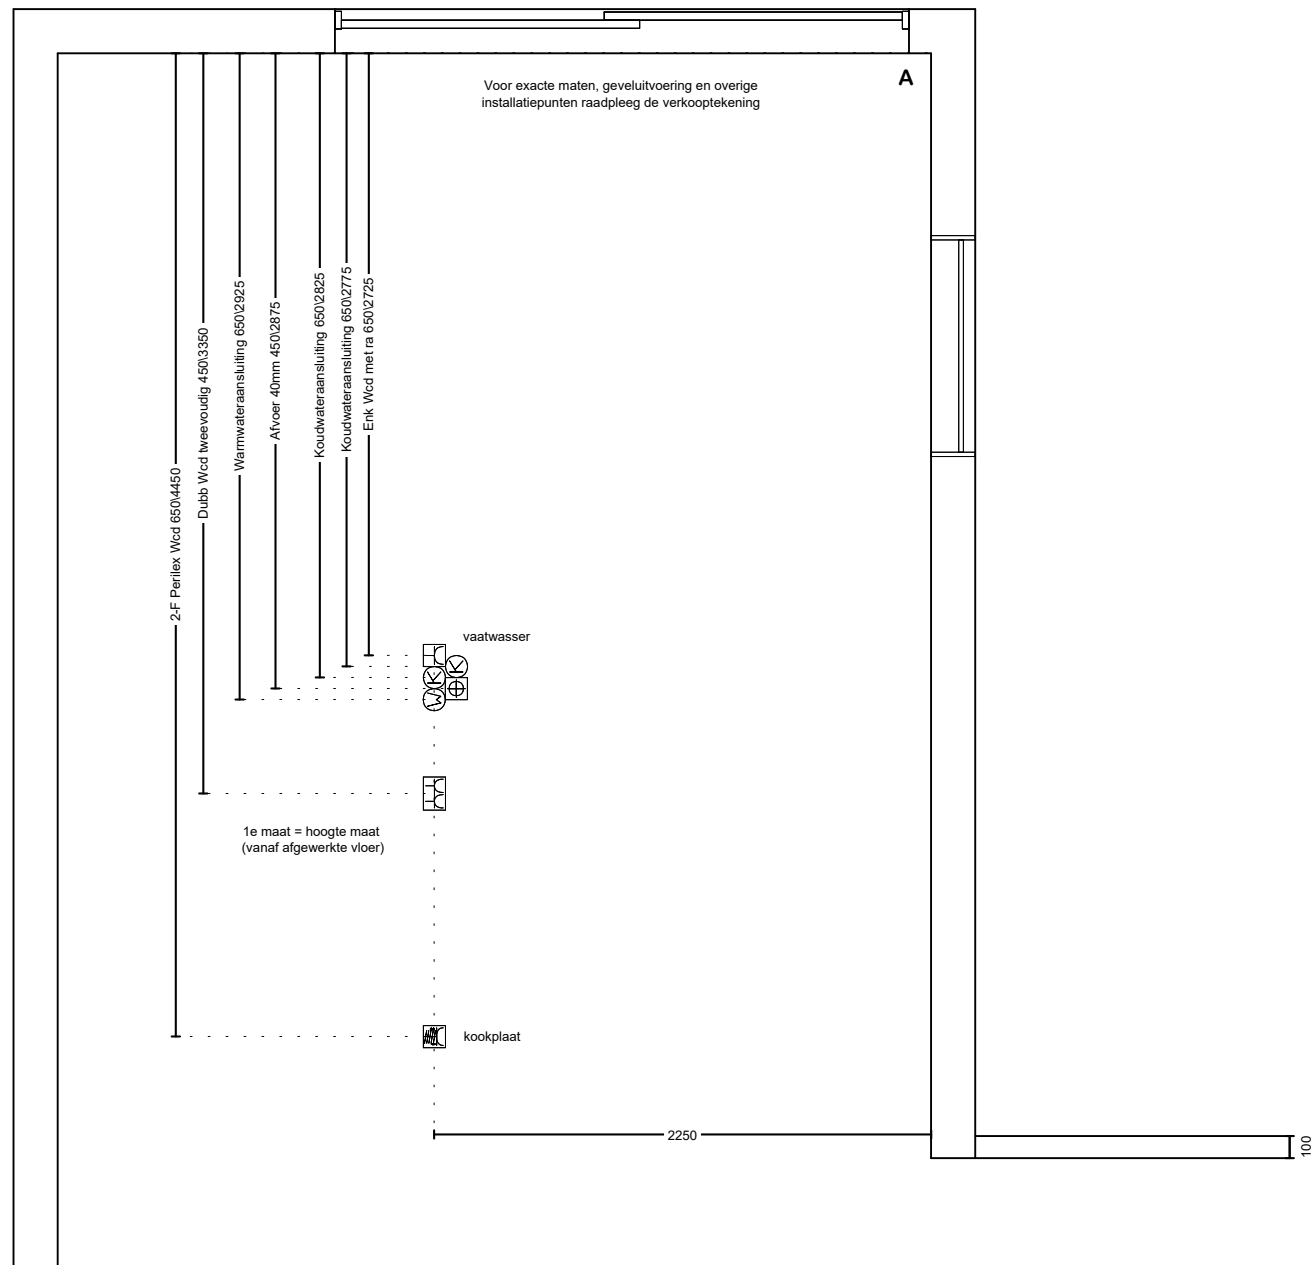 Voor exacte maten, geveluitvoering en overige
installatiepunten raadpleeg de verkooptekening
A
2-F Perilex Wcd 650\4450
Dubb Wcd tweevoudig 450\3350
Warmwateraansluiting 650\2925
Afvoer 40mm 450\2875
Koudwateraansluiting 650\2825
Koudwateraansluiting 650\2775
Enk Wcd met ra 650\2725
vaatwasser
K
K
W
1e maat = hoogte maat
(vanaf afgewerkte vloer)
kookplaat
2250
100